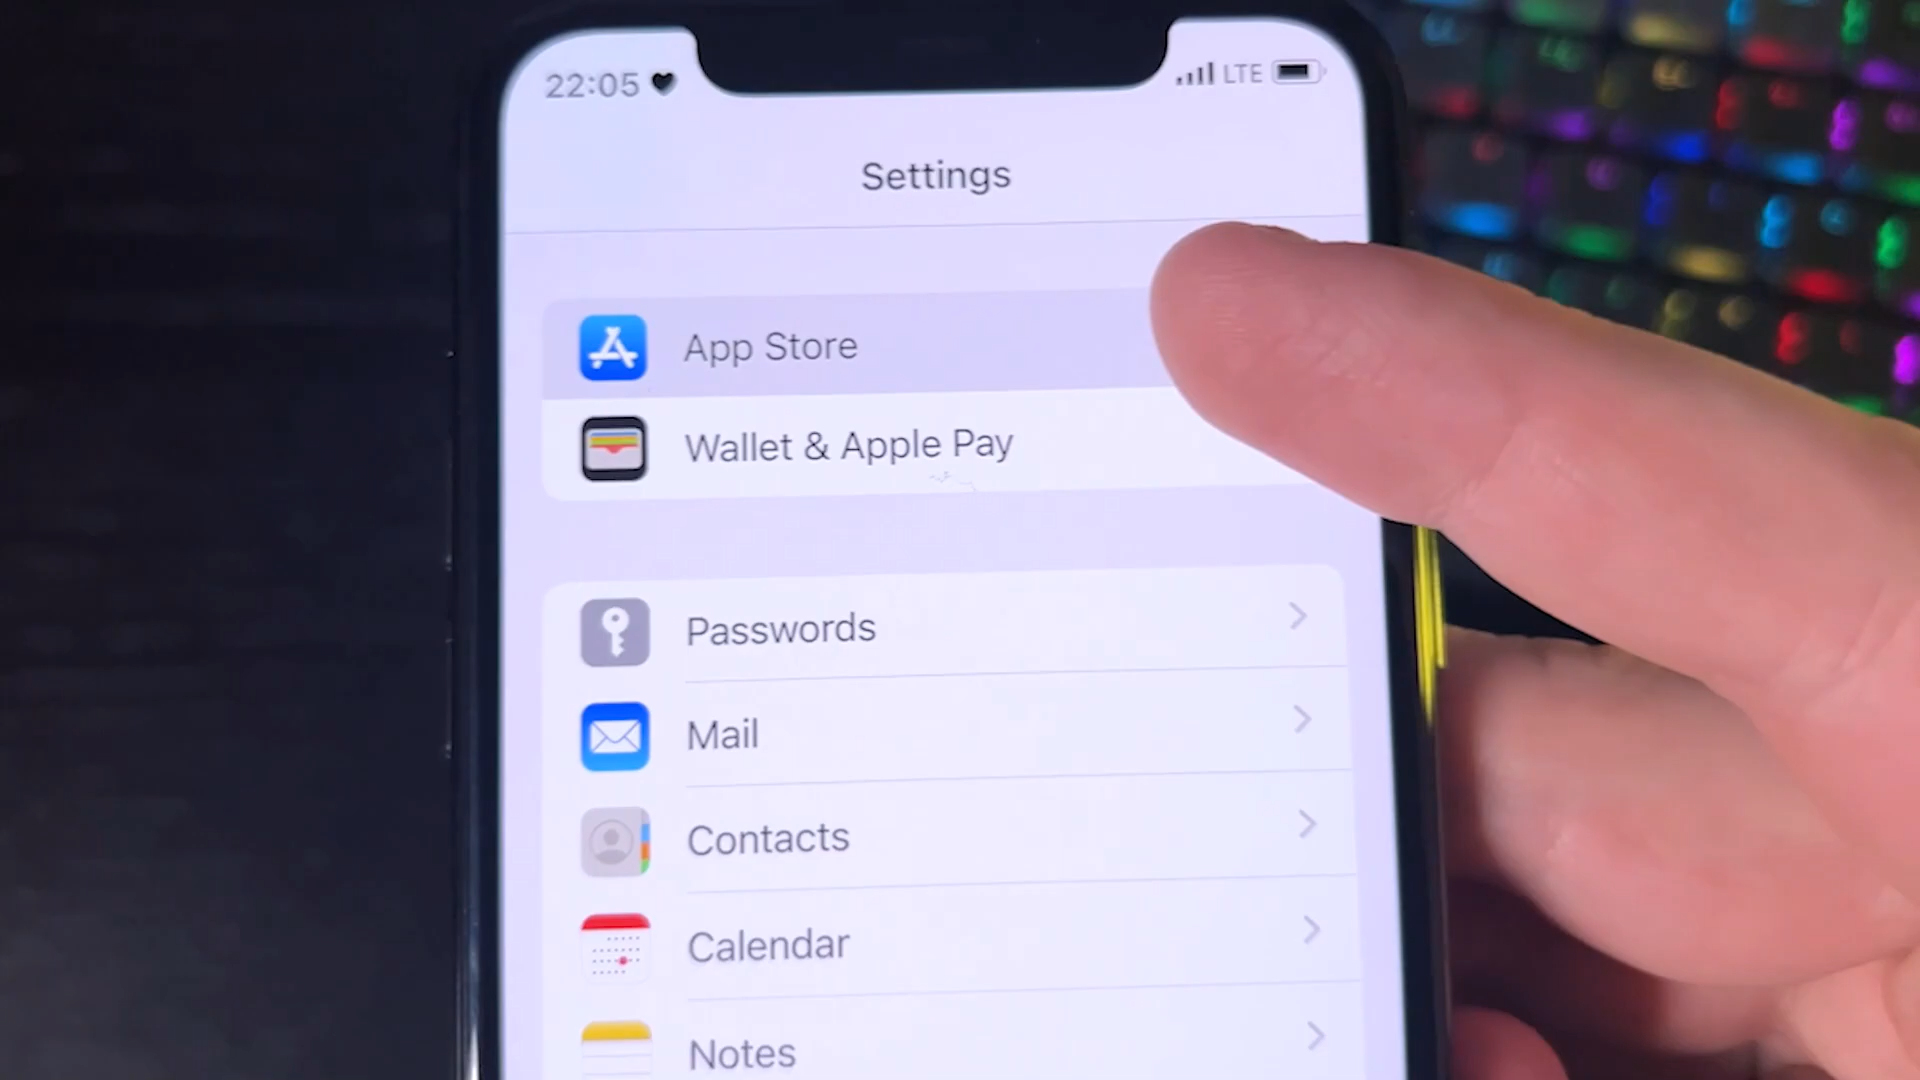 22:05
LTE
Settings
App Store
Wallet & Apple Pay
Passwords
Mail
Contacts
Calendar
Notes